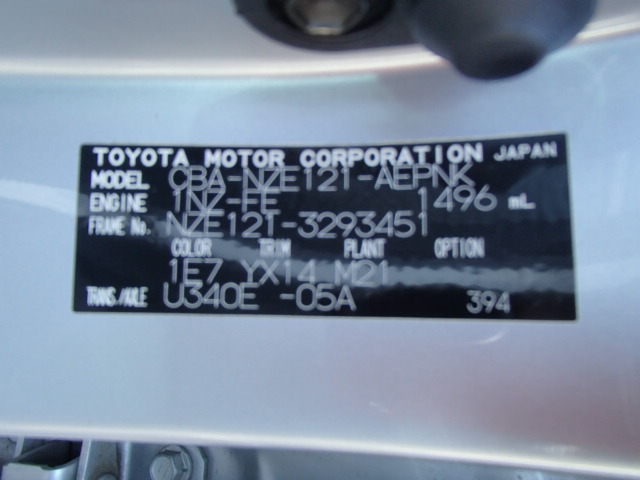 TOYOTA MOTOR CORPORATION JAPAN
MODEL CBA-NZE121-AEPNK
ENGINE 1NZ-FE 1496 mL
FRAME No. NZE121-3293451
COLOR TRIM PLANT OPTION
1E7 YX14 M21
TRANS./AXLE U340E -05A 394